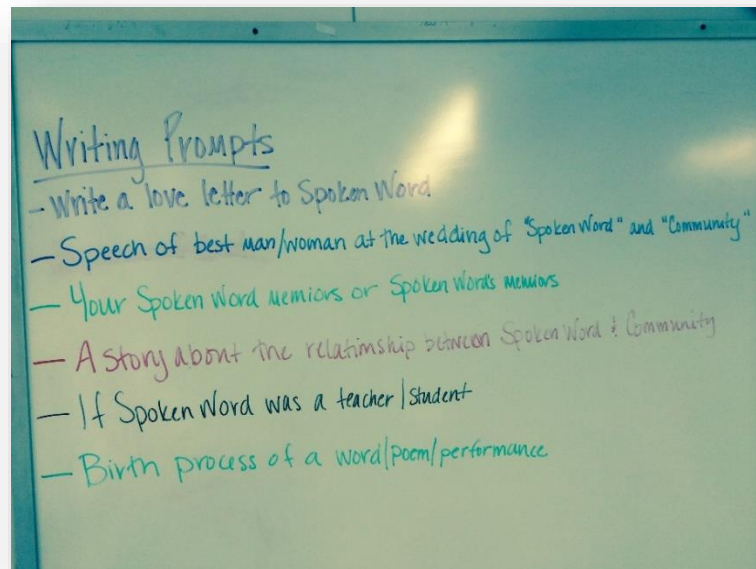 Writing Prompts
- Write a love letter to Spoken Word
- Speech of best man/woman at the wedding of "Spoken Word" and "Community"
- Your Spoken Word memiors or Spoken Word's memiors
- A story about the relationship between Spoken Word & Community
- If Spoken Word was a teacher/student
- Birth process of a word/poem/performance